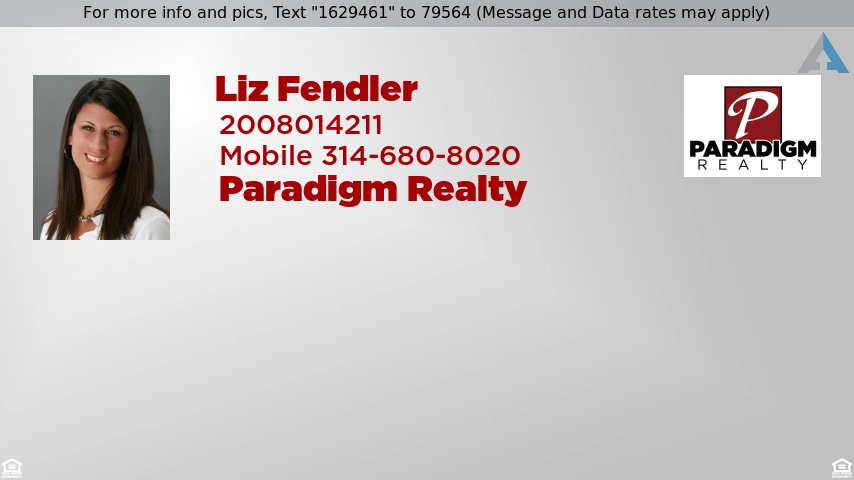 For more info and pics, Text "1629461" to 79564 (Message and Data rates may apply)
Liz Fendler
2008014211
Mobile 314-680-8020
Paradigm Realty
P
PARADIGM
REALTY